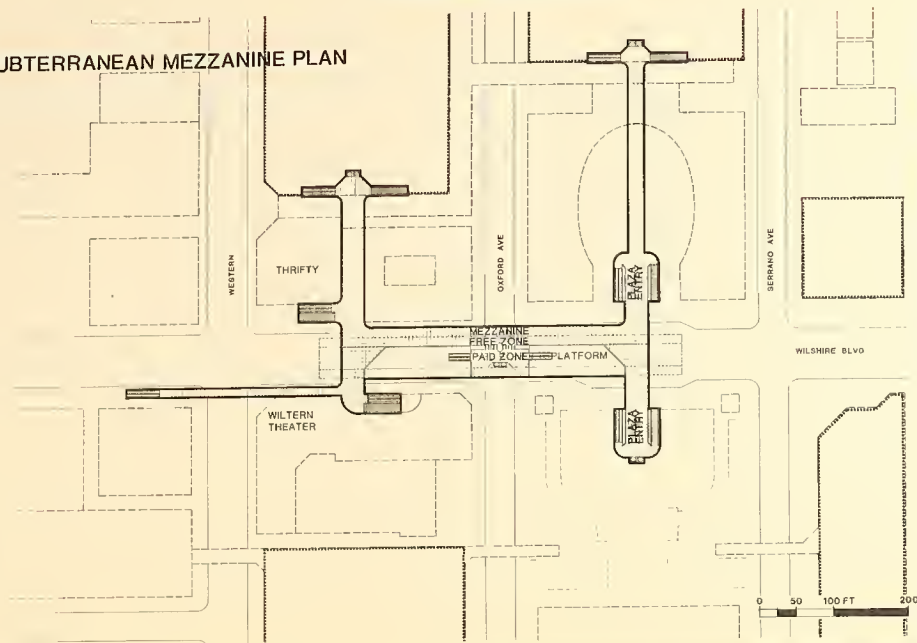 UBTERRANEAN MEZZANINE PLAN
WESTERN
THRIFTY
OXFORD AVE
PLAZA
ENTRY
SERRANO AVE
MEZZANINE
FREE ZONE
PAID ZONE
PLATFORM
WILSHIRE BLVD
WILTERN
THEATER
PLAZA
ENTRY
0 50 100 FT 200